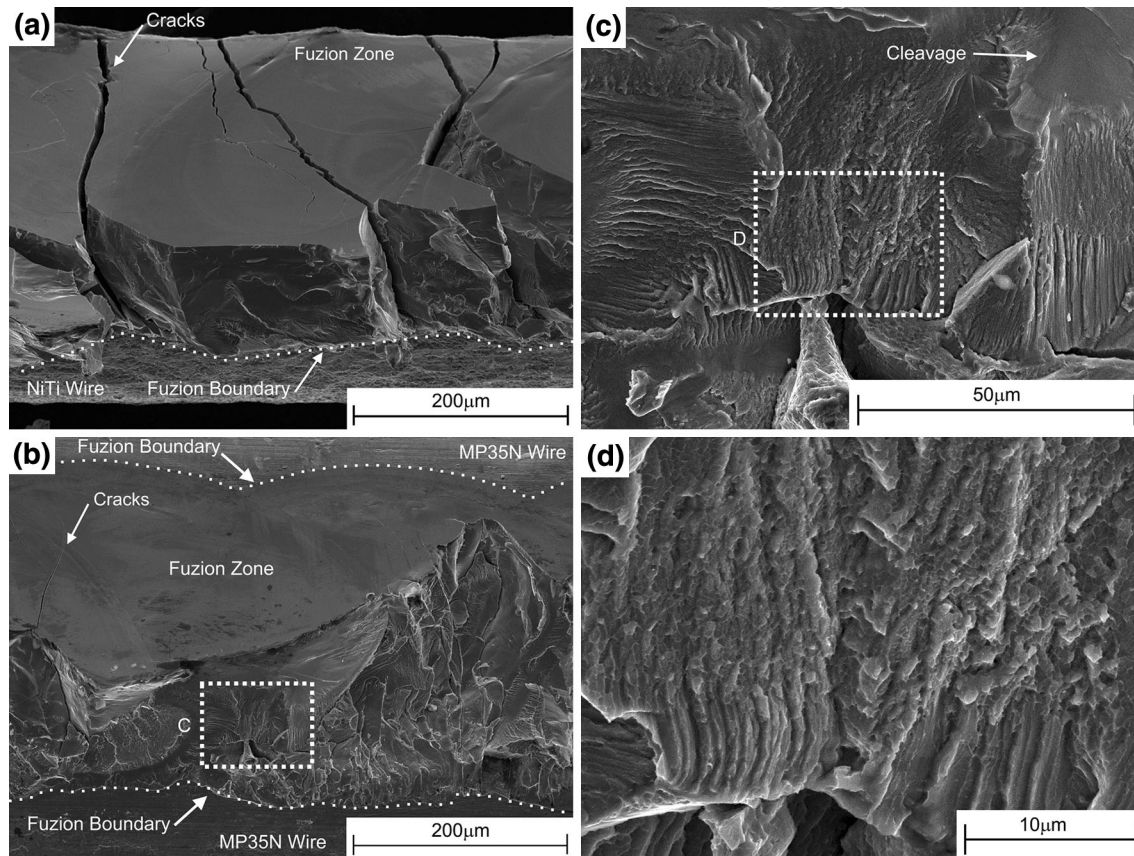 (a)
Cracks
Fuzion Zone
NiTi Wire
Fuzion Boundary
200μm
(b)
Fuzion Boundary
MP35N Wire
Cracks
Fuzion Zone
C
Fuzion Boundary
MP35N Wire
200μm
(c)
Cleavage
D
50μm
(d)
10μm